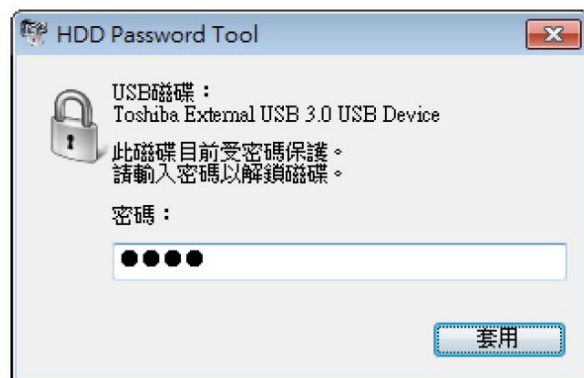 HDD Password Tool
USB磁碟：
Toshiba External USB 3.0 USB Device
此磁碟目前受密碼保護。
請輸入密碼以解鎖磁碟。
密碼：
●●●●
套用